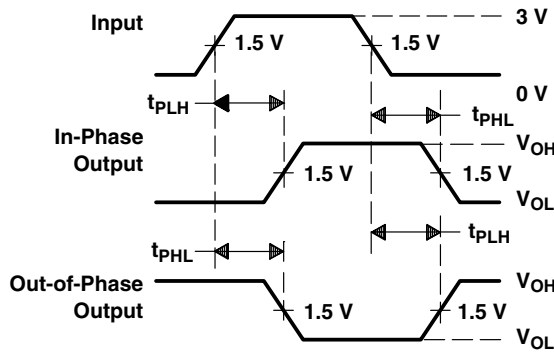 Input
3 V
1.5 V
1.5 V
0 V
tPLH
tPHL
In-Phase
Output
VOH
1.5 V
1.5 V
VOL
tPHL
tPLH
Out-of-Phase
Output
VOH
1.5 V
1.5 V
VOL